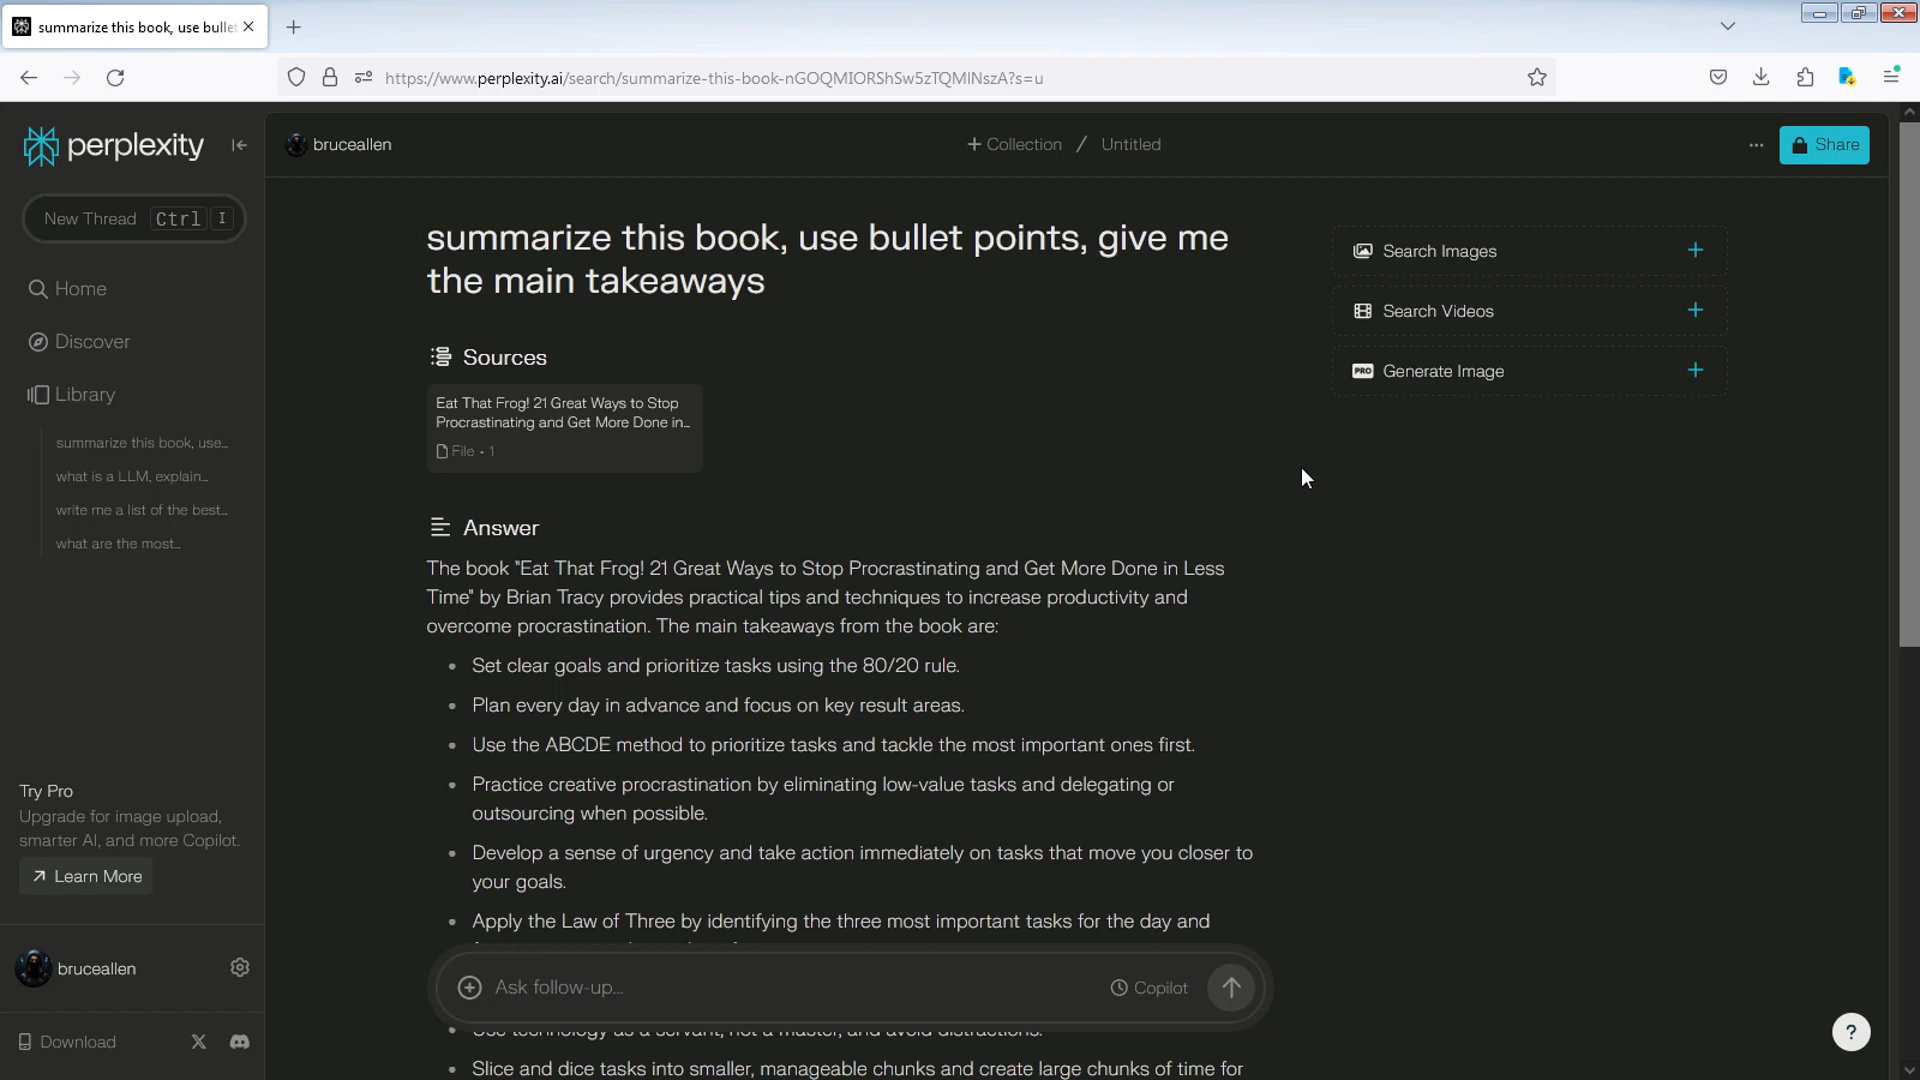 summarize this book, use bullet
https://www.perplexity.ai/search/summarize-this-book-nGOQMIORShSw5zTQMlNszA?s=u
perplexity
New Thread Ctrl I
Home
Discover
Library
summarize this book, use...
what is a LLM, explain...
write me a list of the best...
what are the most...
Try Pro
Upgrade for image upload,
smarter AI, and more Copilot.
Learn More
bruceallen
Download
bruceallen
+ Collection / Untitled
Share
summarize this book, use bullet points, give me
the main takeaways
Sources
Eat That Frog! 21 Great Ways to Stop
Procrastinating and Get More Done in...
File • 1
Answer
The book "Eat That Frog! 21 Great Ways to Stop Procrastinating and Get More Done in Less
Time" by Brian Tracy provides practical tips and techniques to increase productivity and
overcome procrastination. The main takeaways from the book are:
• Set clear goals and prioritize tasks using the 80/20 rule.
• Plan every day in advance and focus on key result areas.
• Use the ABCDE method to prioritize tasks and tackle the most important ones first.
• Practice creative procrastination by eliminating low-value tasks and delegating or
outsourcing when possible.
• Develop a sense of urgency and take action immediately on tasks that move you closer to
your goals.
• Apply the Law of Three by identifying the three most important tasks for the day and
Ask follow-up...
Copilot
• Use technology as a servant, not a master, and avoid distractions.
• Slice and dice tasks into smaller, manageable chunks and create large chunks of time for
Search Images
Search Videos
PRO Generate Image
?